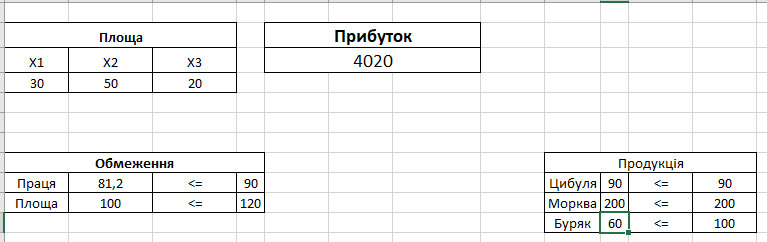 Площа
Прибуток
X1 X2 X3
4020
30 50 20
Обмеження
Продукція
Праця 81,2 <= 90
Цибуля 90 <= 90
Площа 100 <= 120
Морква 200 <= 200
Буряк 60 <= 100